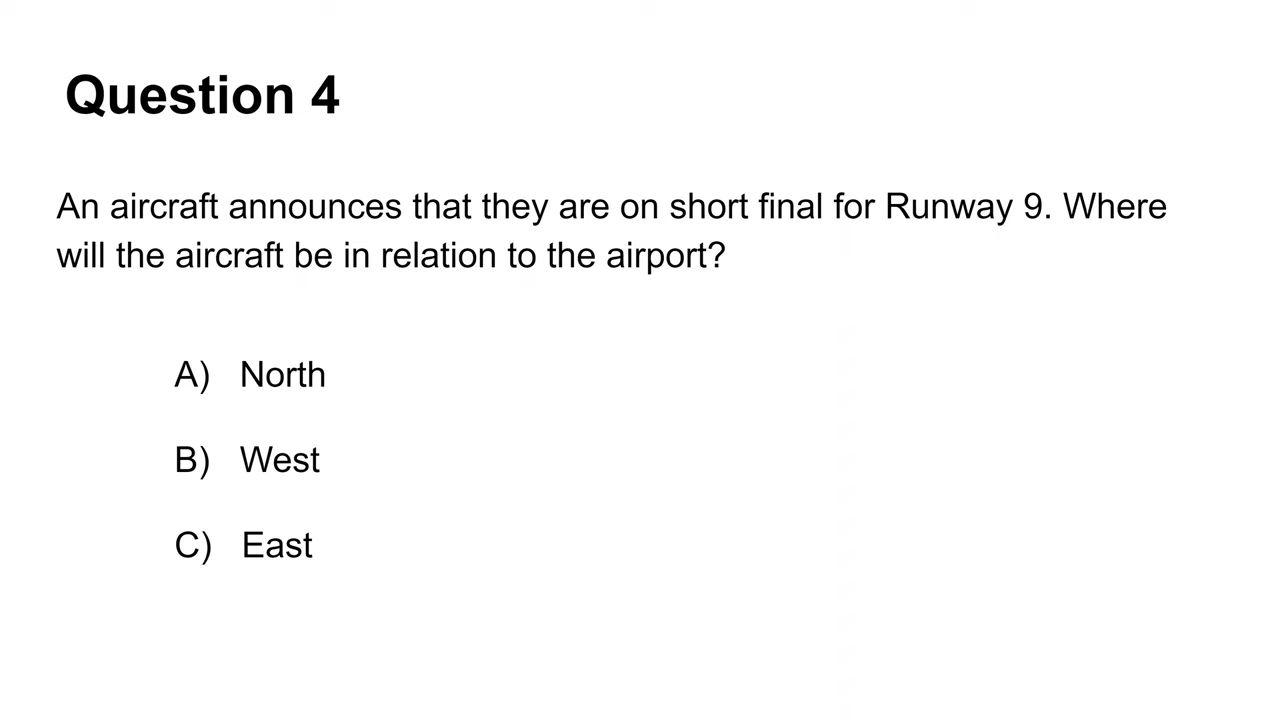 Question 4
An aircraft announces that they are on short final for Runway 9. Where
will the aircraft be in relation to the airport?
A) North
B) West
C) East